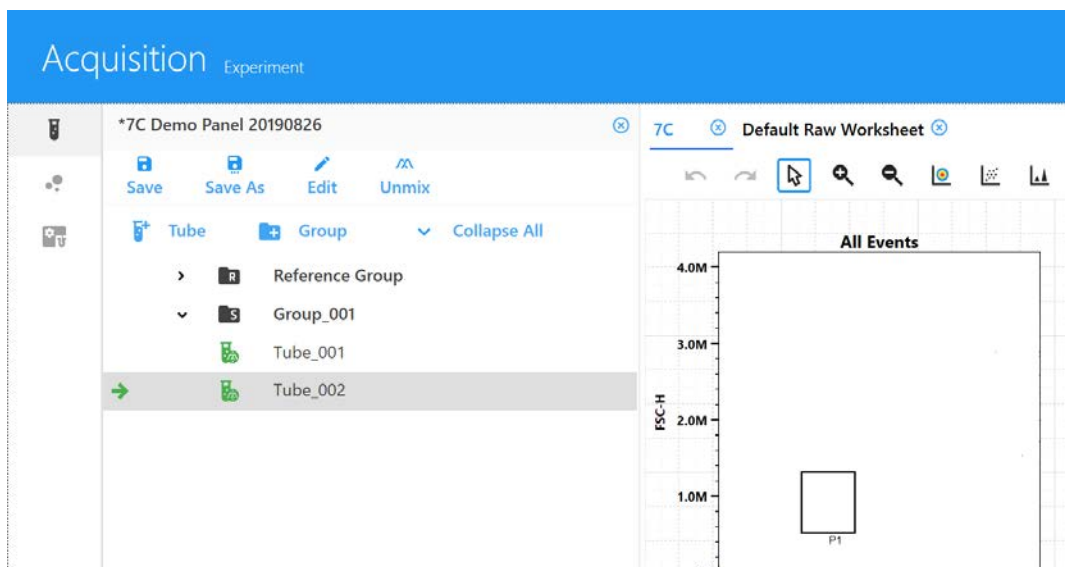 Acquisition Experiment
*7C Demo Panel 20190826
Save
Save As
Edit
Unmix
Tube
Group
Collapse All
R
Reference Group
S
Group_001
Tube_001
Tube_002
7C
Default Raw Worksheet
All Events
4.0M
3.0M
2.0M
1.0M
FSC-H
P1